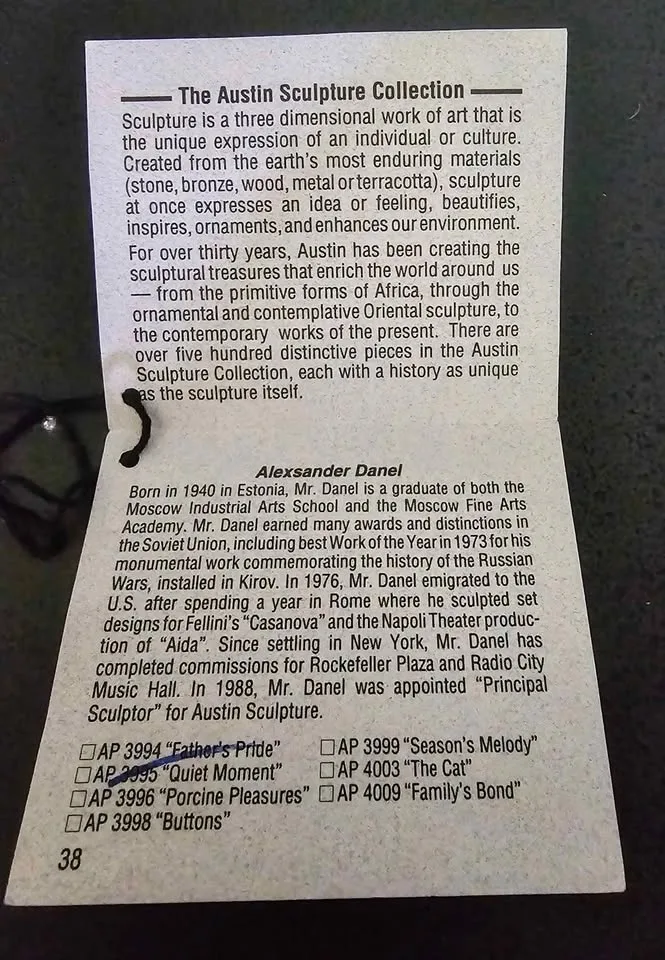 The Austin Sculpture Collection
Sculpture is a three dimensional work of art that is
the unique expression of an individual or culture.
Created from the earth's most enduring materials
(stone, bronze, wood, metal or terracotta), sculpture
at once expresses an idea or feeling, beautifies,
inspires, ornaments, and enhances our environment.
For over thirty years, Austin has been creating the
sculptural treasures that enrich the world around us
— from the primitive forms of Africa, through the
ornamental and contemplative Oriental sculpture, to
the contemporary works of the present. There are
over five hundred distinctive pieces in the Austin
Sculpture Collection, each with a history as unique
as the sculpture itself.
Alexsander Danel
Born in 1940 in Estonia, Mr. Danel is a graduate of both the
Moscow Industrial Arts School and the Moscow Fine Arts
Academy. Mr. Danel earned many awards and distinctions in
the Soviet Union, including best Work of the Year in 1973 for his
monumental work commemorating the history of the Russian
Wars, installed in Kirov. In 1976, Mr. Danel emigrated to the
U.S. after spending a year in Rome where he sculpted set
designs for Fellini's "Casanova" and the Napoli Theater produc-
tion of "Aida". Since settling in New York, Mr. Danel has
completed commissions for Rockefeller Plaza and Radio City
Music Hall. In 1988, Mr. Danel was appointed "Principal
Sculptor" for Austin Sculpture.
☐ AP 3994 "Father's Pride" ☐ AP 3999 "Season's Melody"
☐ AP 3995 "Quiet Moment" ☐ AP 4003 "The Cat"
☐ AP 3996 "Porcine Pleasures" ☐ AP 4009 "Family's Bond"
☐ AP 3998 "Buttons"
38